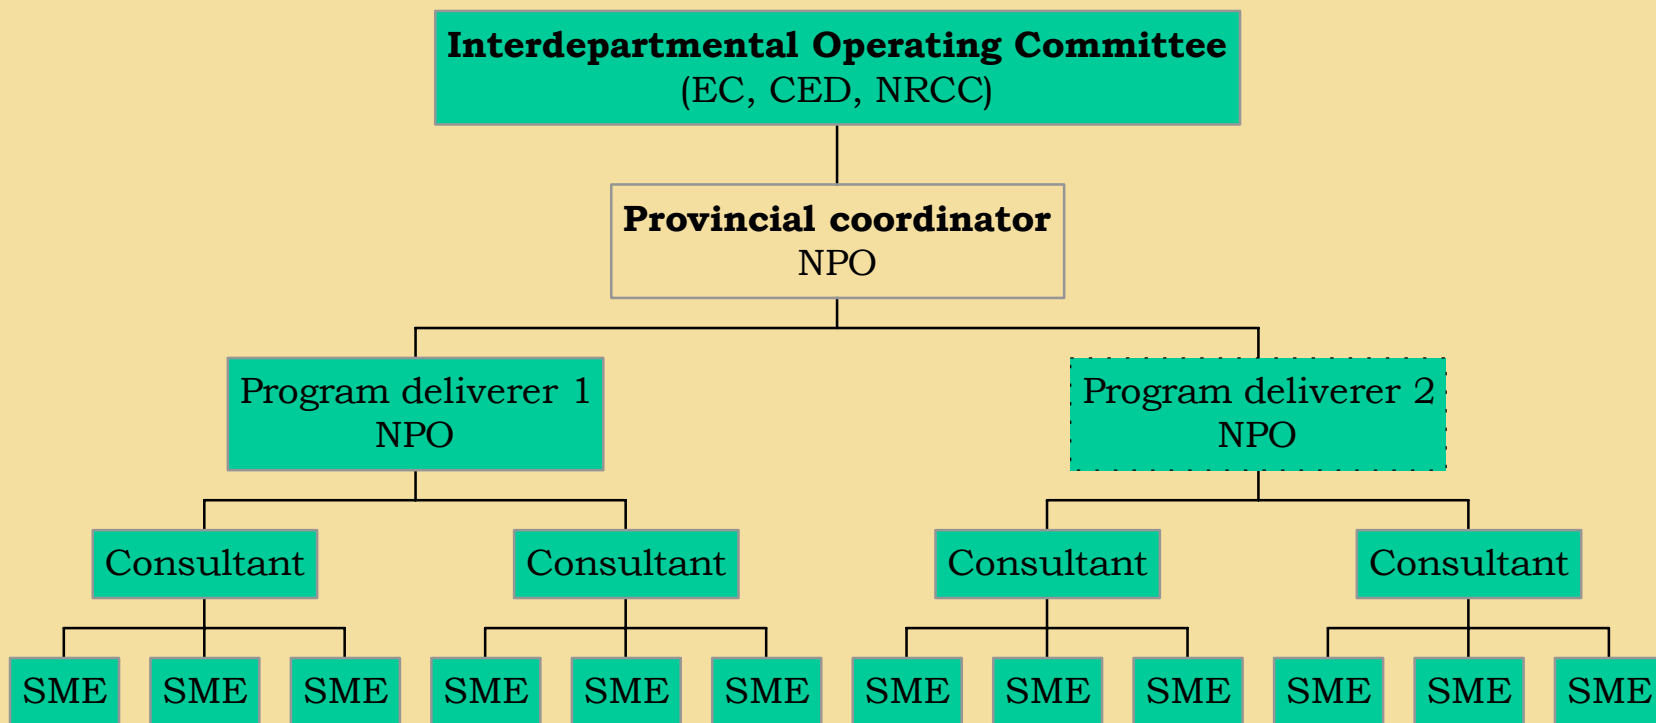 Interdepartmental Operating Committee
(EC, CED, NRCC)
Provincial coordinator
NPO
Program deliverer 1
NPO
Program deliverer 2
NPO
Consultant
Consultant
Consultant
Consultant
SME
SME
SME
SME
SME
SME
SME
SME
SME
SME
SME
SME